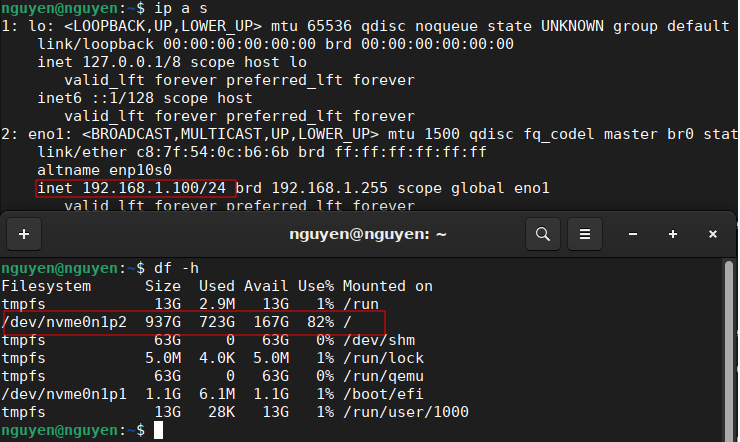 nguyen@nguyen:~$ ip a s
1: lo: <LOOPBACK,UP,LOWER_UP> mtu 65536 qdisc noqueue state UNKNOWN group default
    link/loopback 00:00:00:00:00:00 brd 00:00:00:00:00:00
    inet 127.0.0.1/8 scope host lo
       valid_lft forever preferred_lft forever
    inet6 ::1/128 scope host
       valid_lft forever preferred_lft forever
2: eno1: <BROADCAST,MULTICAST,UP,LOWER_UP> mtu 1500 qdisc fq_codel master br0 stat
    link/ether c8:7f:54:0c:b6:6b brd ff:ff:ff:ff:ff:ff
    altname enp10s0
    inet 192.168.1.100/24 brd 192.168.1.255 scope global eno1
       valid_lft forever preferred_lft forever
nguyen@nguyen: ~
nguyen@nguyen:~$ df -h
Filesystem      Size  Used Avail Use% Mounted on
tmpfs            13G  2.9M   13G   1% /run
/dev/nvme0n1p2  937G  723G  167G  82% /
tmpfs            63G     0   63G   0% /dev/shm
tmpfs           5.0M  4.0K  5.0M   1% /run/lock
tmpfs            63G     0   63G   0% /run/qemu
/dev/nvme0n1p1  1.1G  6.1M  1.1G   1% /boot/efi
tmpfs            13G   28K   13G   1% /run/user/1000
nguyen@nguyen:~$